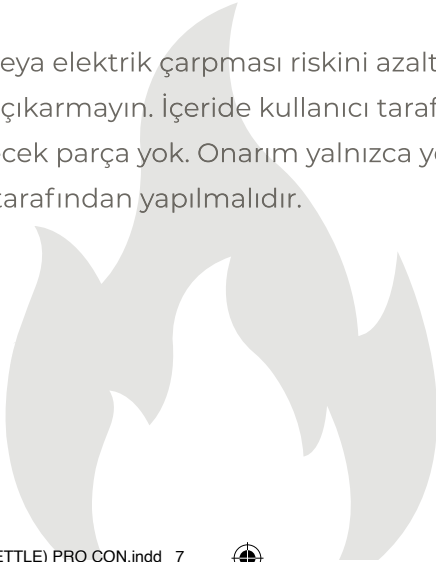 eya elektrik çarpması riskini azalt
çıkarmayın. İçeride kullanıcı taraf
cek parça yok. Onarım yalnızca y
tarafından yapılmalıdır.
ETTLE) PRO CON.indd 7